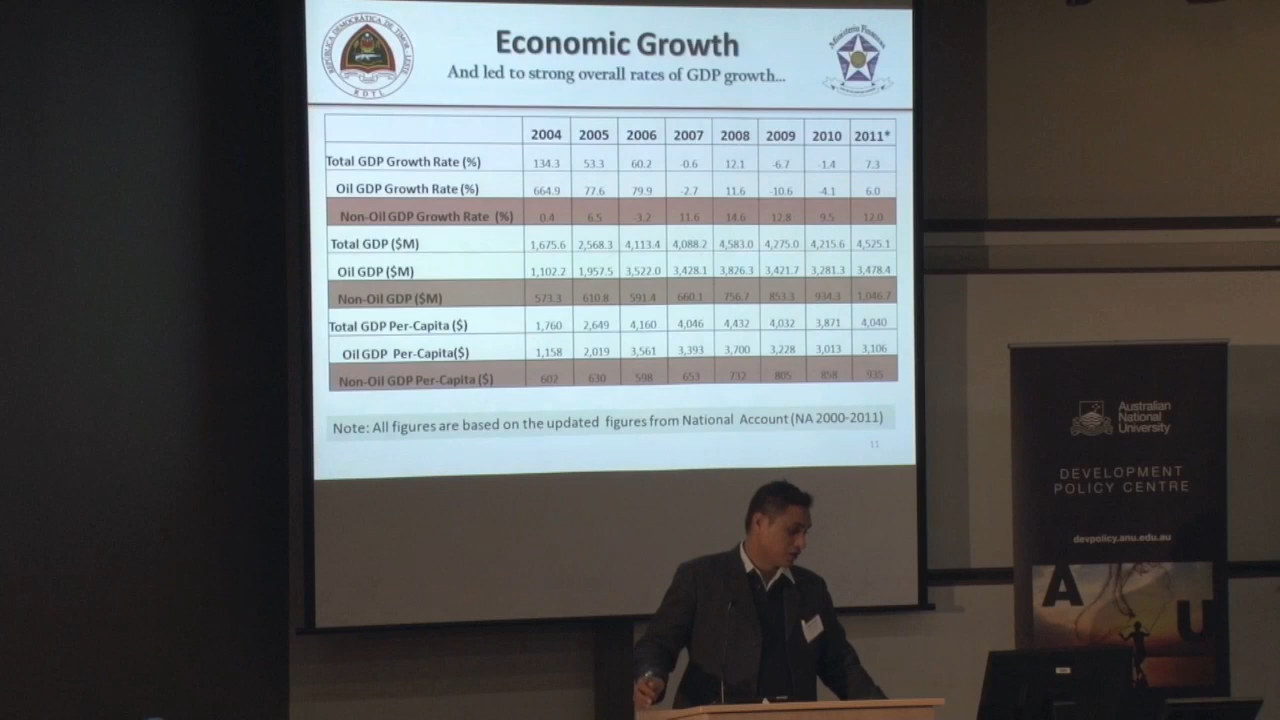 REPÚBLICA DEMOCRÁTICA DE TIMOR-LESTE
RDTL
Economic Growth
And led to strong overall rates of GDP growth...
2004 2005 2006 2007 2008 2009 2010 2011*
Total GDP Growth Rate (%) 134.3 53.3 60.2 -0.6 12.1 -6.7 -1.4 7.3
Oil GDP Growth Rate (%) 664.9 77.6 79.9 -2.7 11.6 -10.6 -4.1 6.0
Non-Oil GDP Growth Rate (%) 0.4 6.5 -3.2 11.6 14.6 12.8 9.5 12.0
Total GDP ($M) 1,675.6 2,568.3 4,113.4 4,088.2 4,583.0 4,275.0 4,215.6 4,525.1
Oil GDP ($M) 1,102.2 1,957.5 3,522.0 3,428.1 3,826.3 3,421.7 3,281.3 3,478.4
Non-Oil GDP ($M) 573.3 610.8 591.4 660.1 756.7 853.3 934.3 1,046.7
Total GDP Per-Capita ($) 1,760 2,649 4,160 4,046 4,432 4,032 3,871 4,040
Oil GDP Per-Capita($) 1,158 2,019 3,561 3,393 3,700 3,228 3,013 3,106
Non-Oil GDP Per-Capita ($) 602 630 598 653 732 805 858 935
Note: All figures are based on the updated figures from National Account (NA 2000-2011)
11
Australian
National
University
DEVELOPMENT
POLICY CENTRE
devpolicy.anu.edu.au
A
U